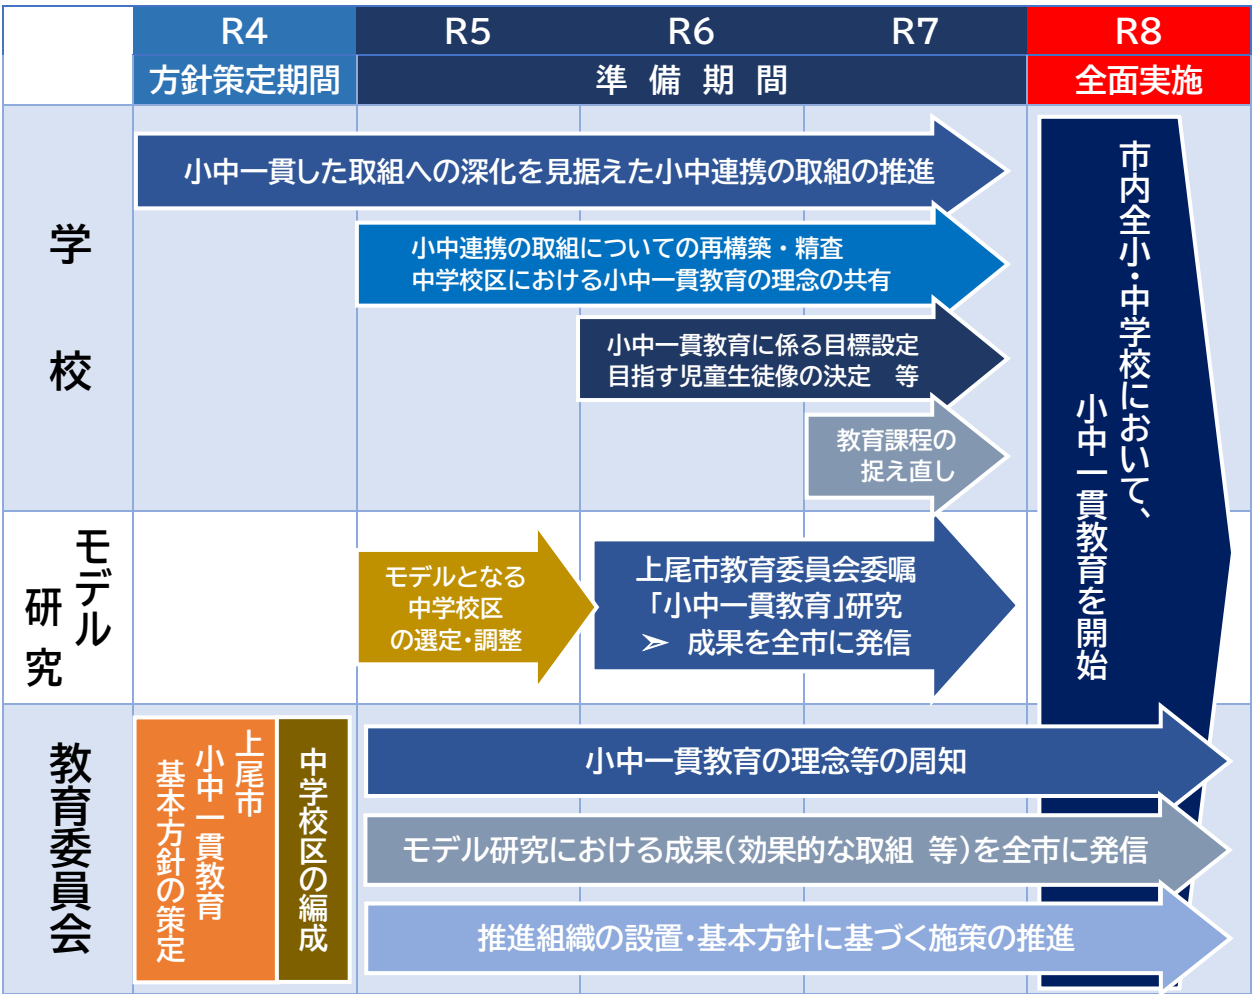 R4
R5
R6
R7
R8
方針策定期間
準備期間
全面実施
学校
小中一貫した取組への深化を見据えた小中連携の取組の推進
小中連携の取組についての再構築・精査
中学校区における小中一貫教育の理念の共有
小中一貫教育に係る目標設定
目指す児童生徒像の決定　等
教育課程の
捉え直し
市内全小・中学校において、
小中一貫教育を開始
モデル
研究
モデルとなる
中学校区
の選定・調整
上尾市教育委員会委嘱
「小中一貫教育」研究
➢ 成果を全市に発信
教育委員会
上尾市
小中一貫教育
基本方針の策定
中学校区の編成
小中一貫教育の理念等の周知
モデル研究における成果(効果的な取組 等)を全市に発信
推進組織の設置・基本方針に基づく施策の推進